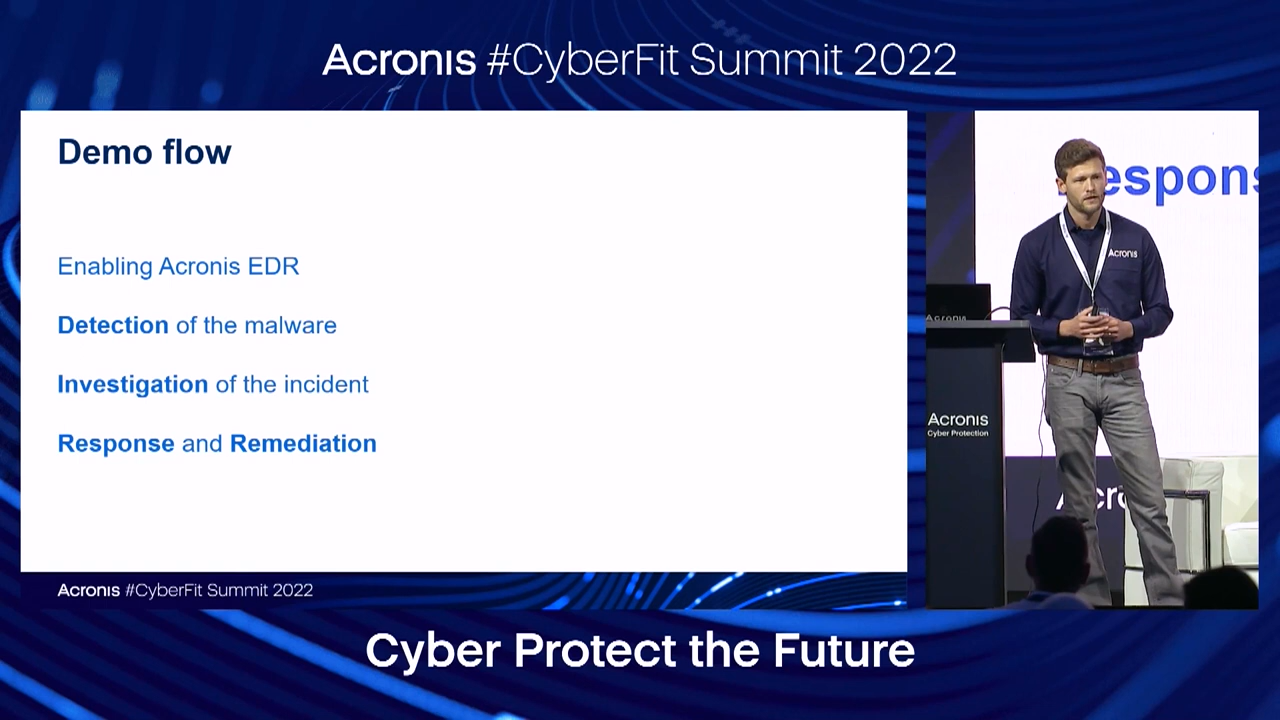 Acronis #CyberFit Summit 2022
Demo flow
Enabling Acronis EDR
Detection of the malware
Investigation of the incident
Response and Remediation
Acronis #CyberFit Summit 2022
Cyber Protect the Future
Acronis
Acronis
Acronis
Cyber Protection